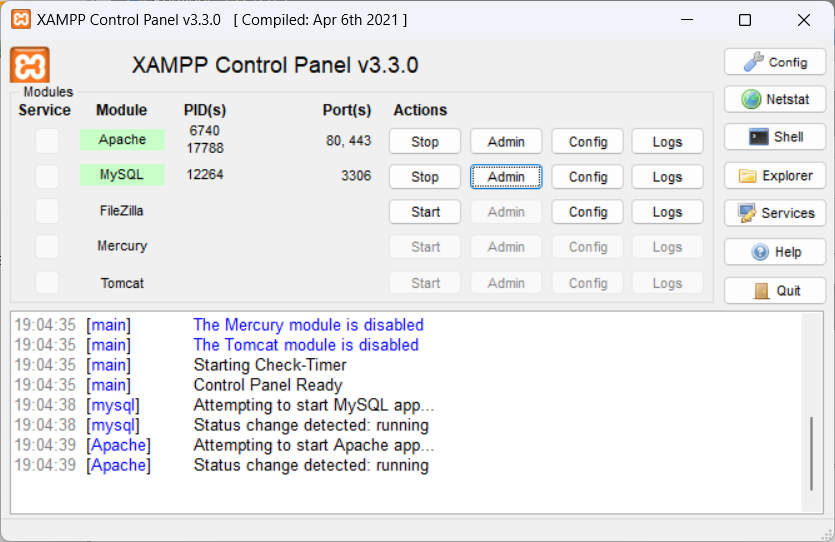 XAMPP Control Panel v3.3.0 [ Compiled: Apr 6th 2021 ]
XAMPP Control Panel v3.3.0
Config
Modules
Service Module PID(s) Port(s) Actions
Netstat
Apache 6740 17788 80, 443 Stop Admin Config Logs
Shell
MySQL 12264 3306 Stop Admin Config Logs
Explorer
FileZilla Start Admin Config Logs
Services
Mercury Start Admin Config Logs
Help
Tomcat Start Admin Config Logs
Quit
19:04:35 [main] The Mercury module is disabled
19:04:35 [main] The Tomcat module is disabled
19:04:35 [main] Starting Check-Timer
19:04:35 [main] Control Panel Ready
19:04:38 [mysql] Attempting to start MySQL app...
19:04:38 [mysql] Status change detected: running
19:04:39 [Apache] Attempting to start Apache app...
19:04:39 [Apache] Status change detected: running